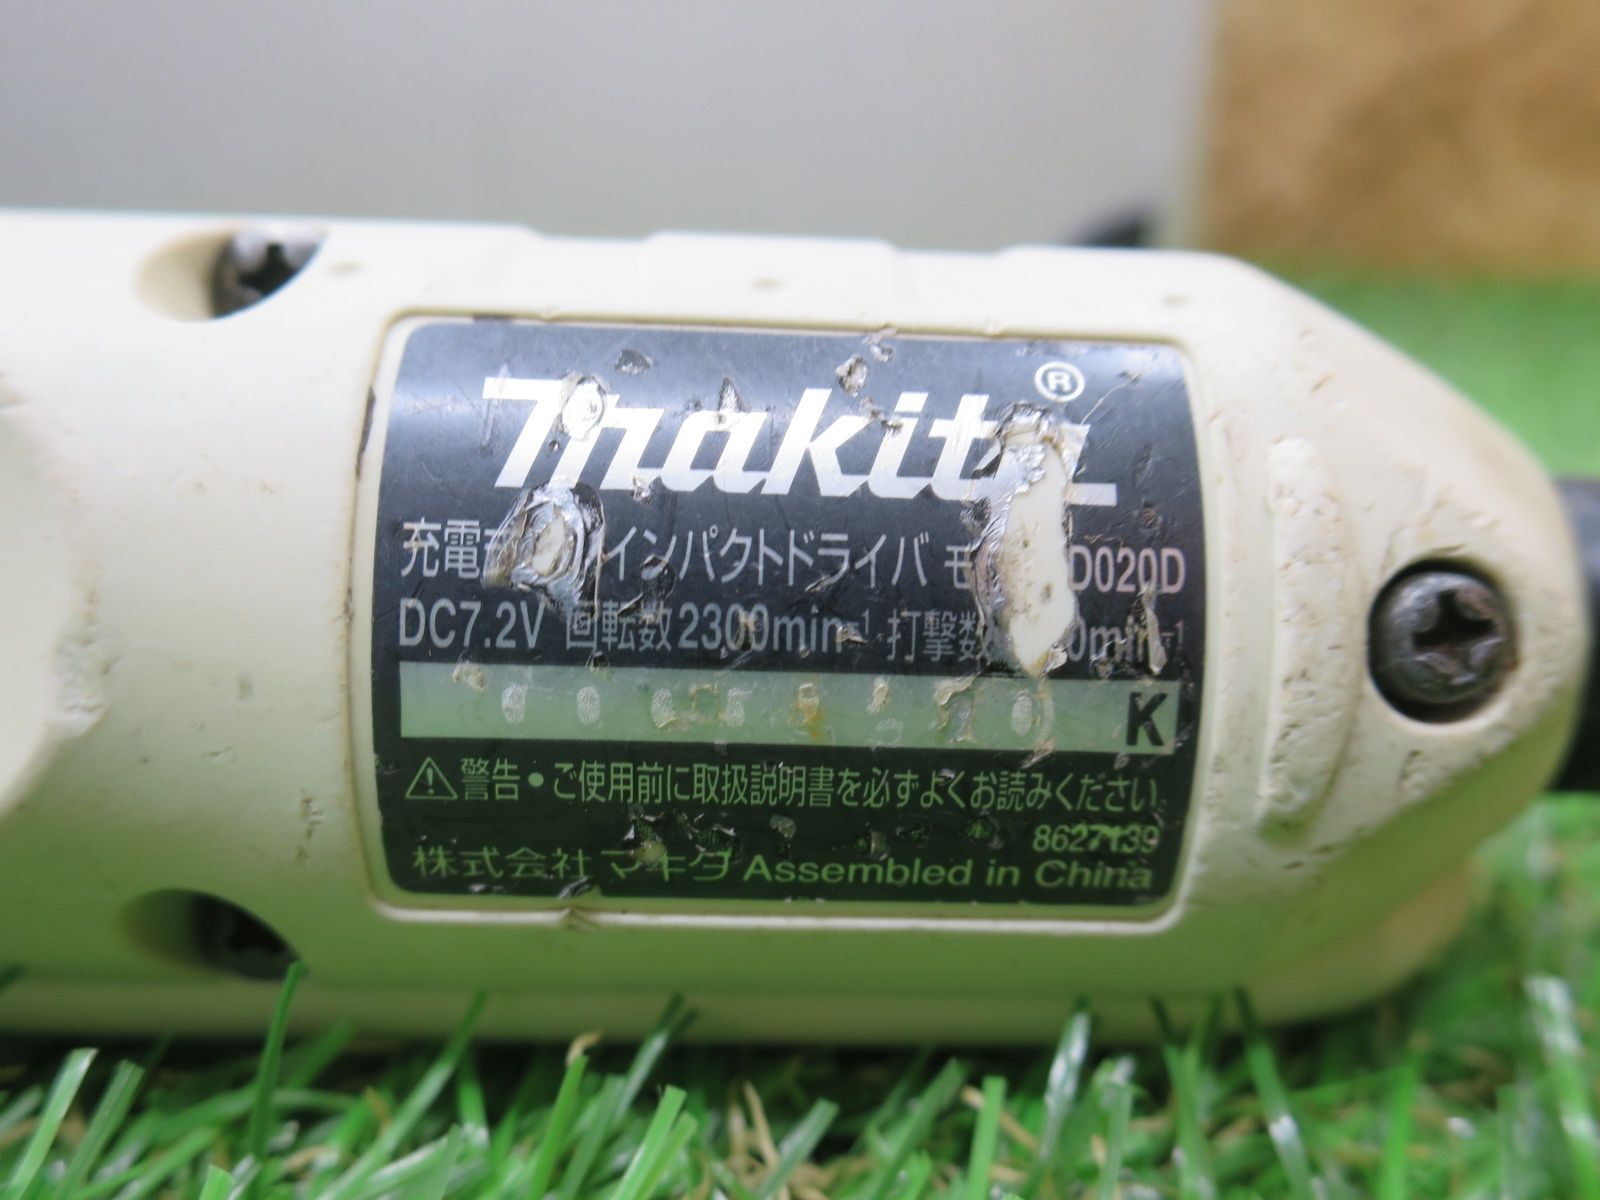 makita®
充電 インパクトドライバ D020D
DC7.2V 回転数2300min⁻¹ 打撃数 0min⁻¹
K
⚠警告・ご使用前に取扱説明書を必ずよくお読みください。
8627139
株式会社マキタ Assembled in China